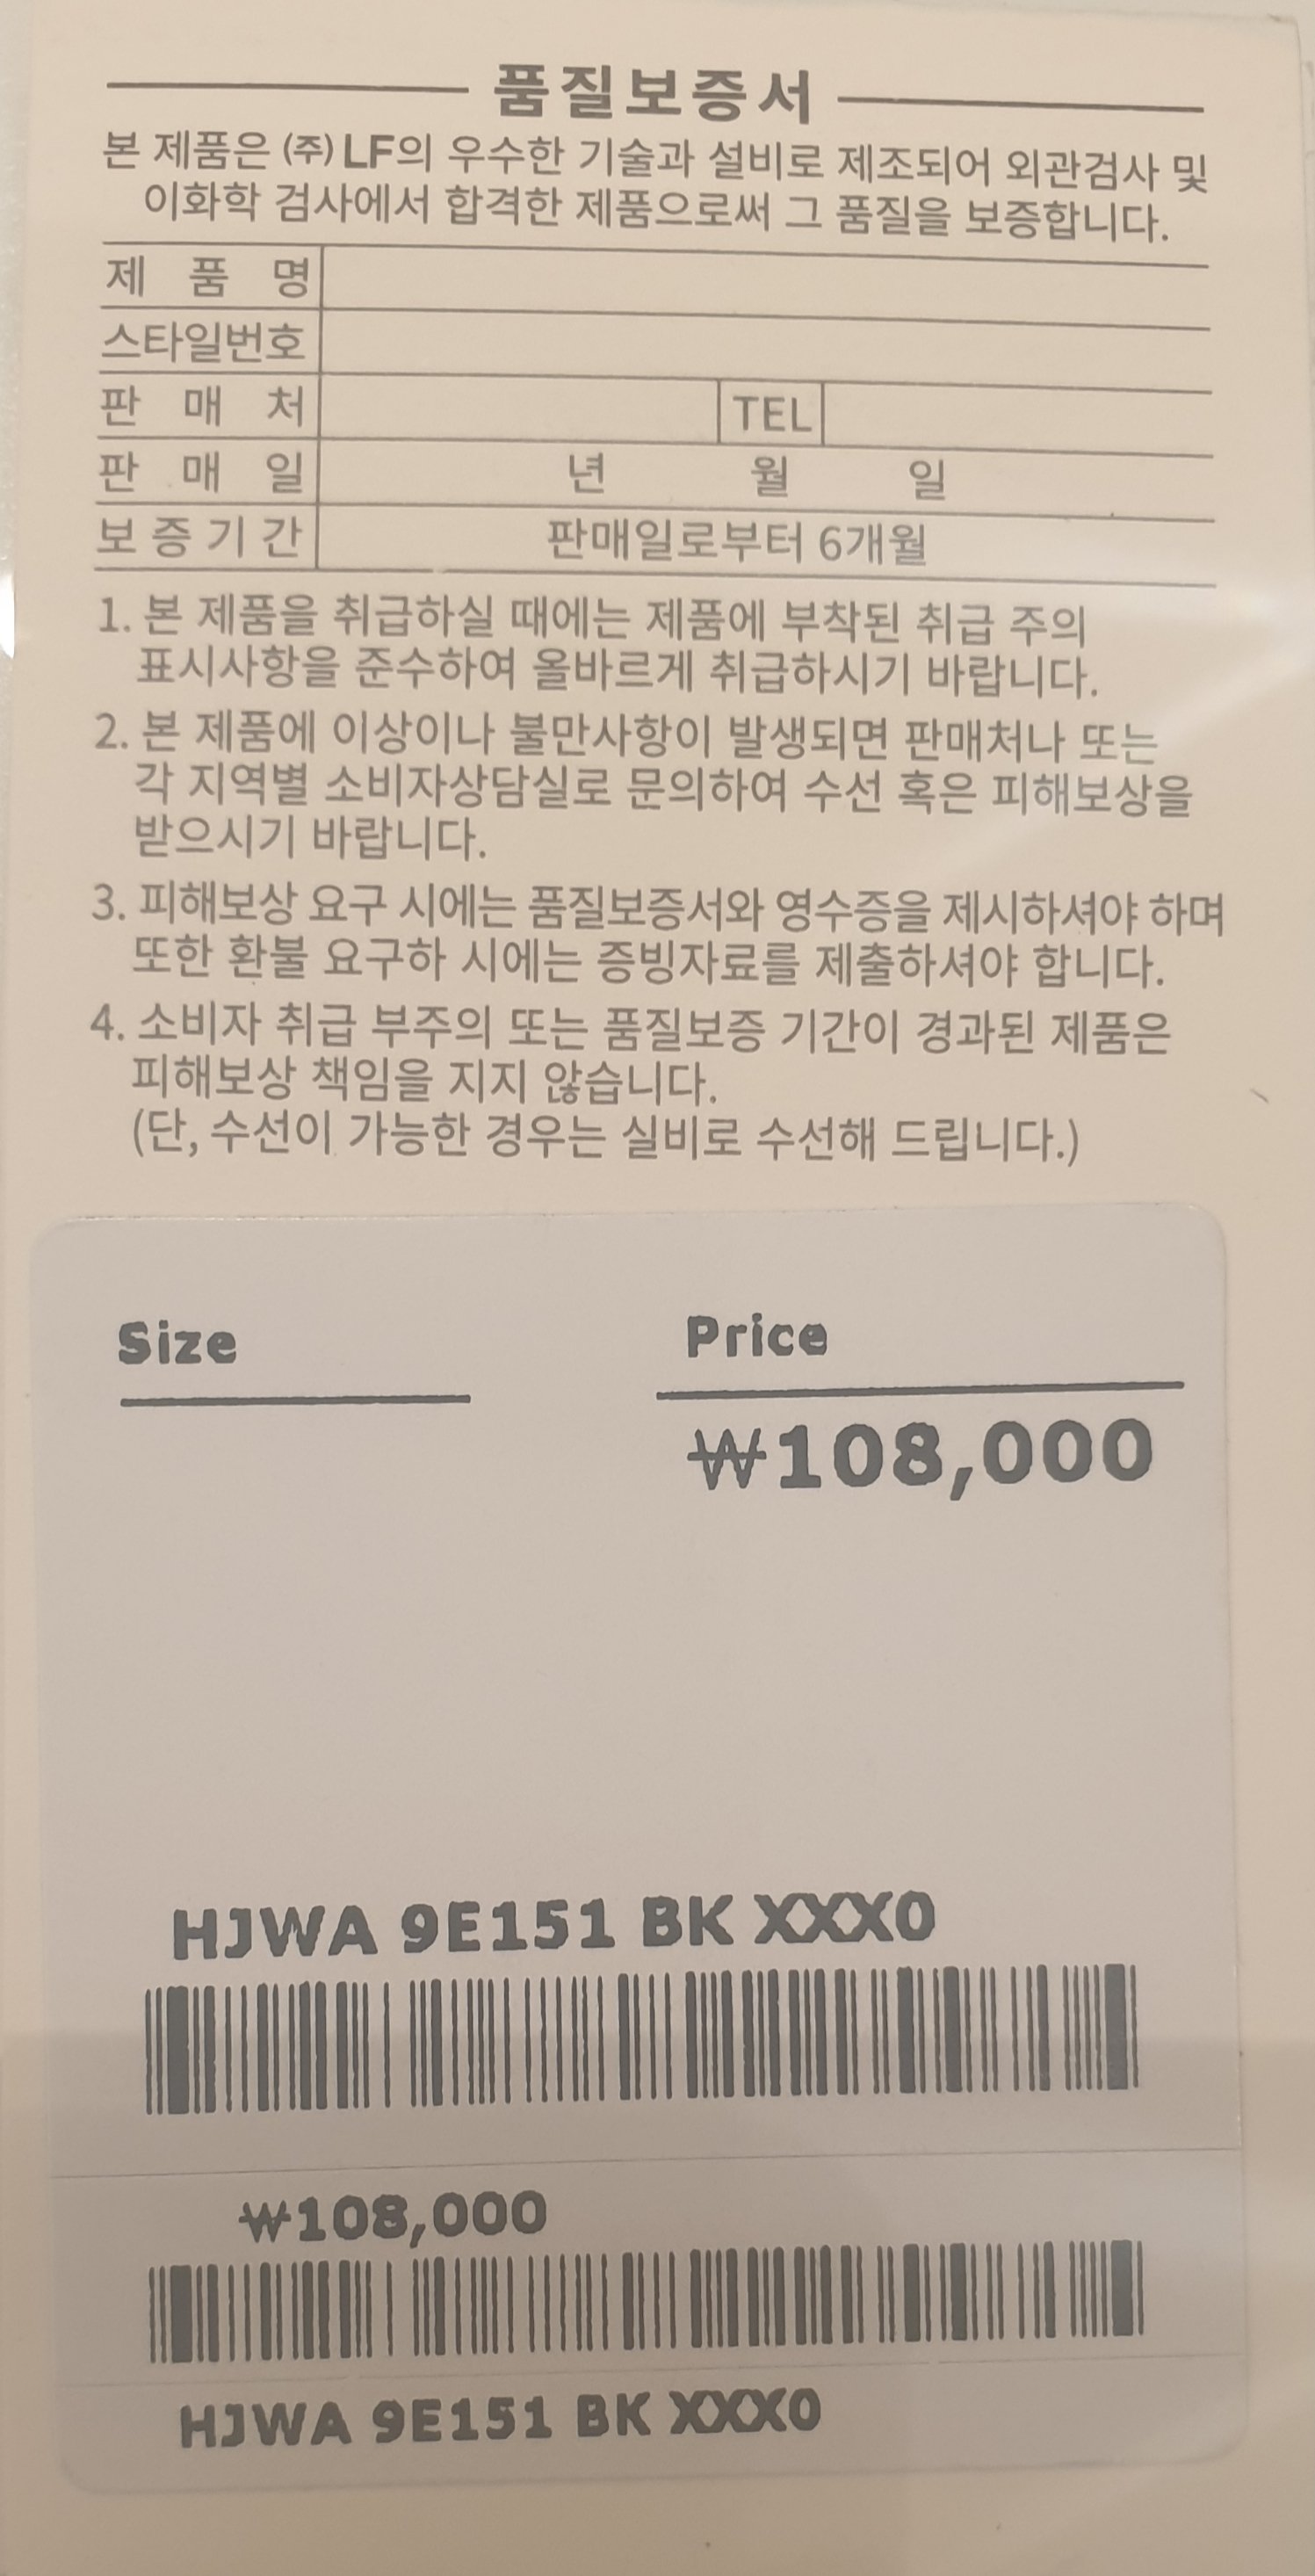 품질보증서
본 제품은 (주) LF의 우수한 기술과 설비로 제조되어 외관검사 및
이화학 검사에서 합격한 제품으로써 그 품질을 보증합니다.
제 품 명
스타일번호
판 매 처 TEL
판 매 일 년 월 일
보증기간 판매일로부터 6개월
1. 본 제품을 취급하실 때에는 제품에 부착된 취급 주의
표시사항을 준수하여 올바르게 취급하시기 바랍니다.
2. 본 제품에 이상이나 불만사항이 발생되면 판매처나 또는
각 지역별 소비자상담실로 문의하여 수선 혹은 피해보상을
받으시기 바랍니다.
3. 피해보상 요구 시에는 품질보증서와 영수증을 제시하셔야 하며
또한 환불 요구하 시에는 증빙자료를 제출하셔야 합니다.
4. 소비자 취급 부주의 또는 품질보증 기간이 경과된 제품은
피해보상 책임을 지지 않습니다.
(단, 수선이 가능한 경우는 실비로 수선해 드립니다.)
Size Price
₩108,000
HJWA 9E151 BK XXX0
₩108,000
HJWA 9E151 BK XXX0